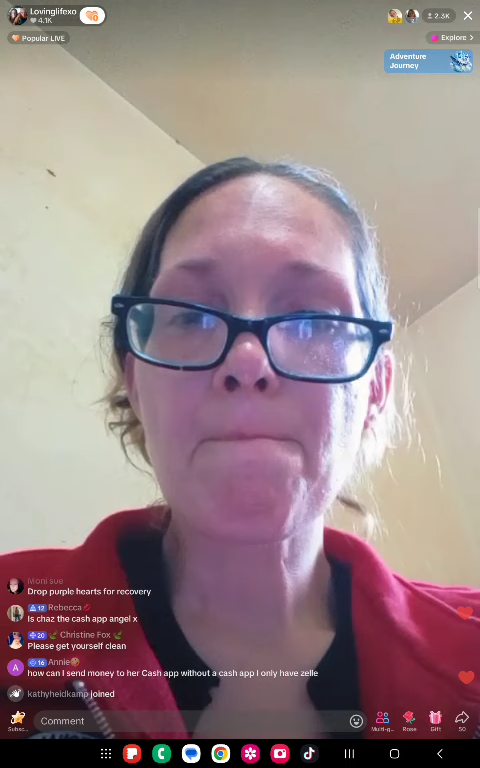 Lovinglifexo
4.1K
2.3K
Popular LIVE
Explore >
Adventure
Journey
Moni sue
Drop purple hearts for recovery
12 Rebecca
Is chaz the cash app angel x
20 Christine Fox
Please get yourself clean
A
16 Annie
how can I send money to her Cash app without a cash app I only have zelle
kathyheidkamp joined
Subsc...
Comment
Multi-g...
Rose
Gift
50